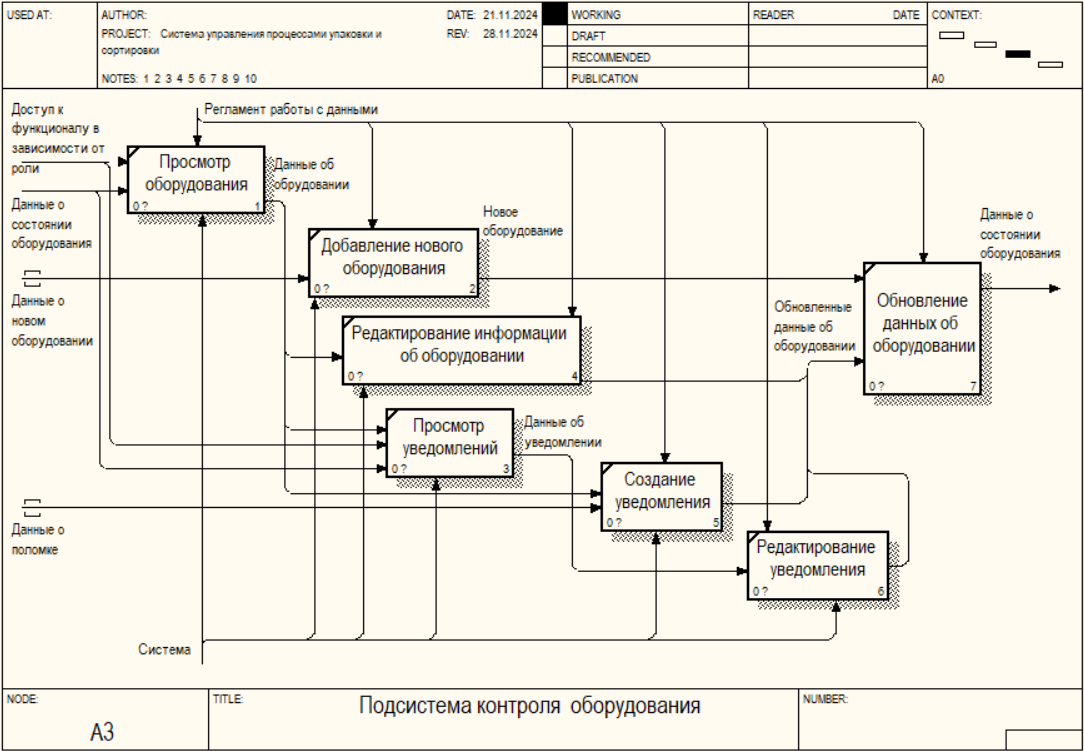 USED AT:
AUTHOR:
DATE: 21.11.2024
PROJECT: Система управления процессами упаковки и
сортировки
REV: 28.11.2024
NOTES: 1 2 3 4 5 6 7 8 9 10
WORKING
DRAFT
RECOMMENDED
PUBLICATION
READER
DATE
CONTEXT:
A0
Доступ к
функционалу в
зависимости от
роли
Регламент работы с данными
Просмотр
оборудования
0 ?
1
Данные об
обрудовании
Данные о
состоянии
оборудования
Добавление нового
оборудования
0 ?
2
Новое
оборудование
Данные о
состоянии
оборудования
Данные о
новом
оборудовании
Редактирование информации
об оборудовании
0 ?
4
Обновленные
данные об
оборудовании
Обновление
данных об
оборудовании
0 ?
7
Просмотр
уведомлений
0 ?
3
Данные об
уведомлении
Создание
уведомления
0 ?
5
Данные о
поломке
Редактирование
уведомления
0 ?
6
Система
NODE:
A3
TITLE:
Подсистема контроля оборудования
NUMBER: